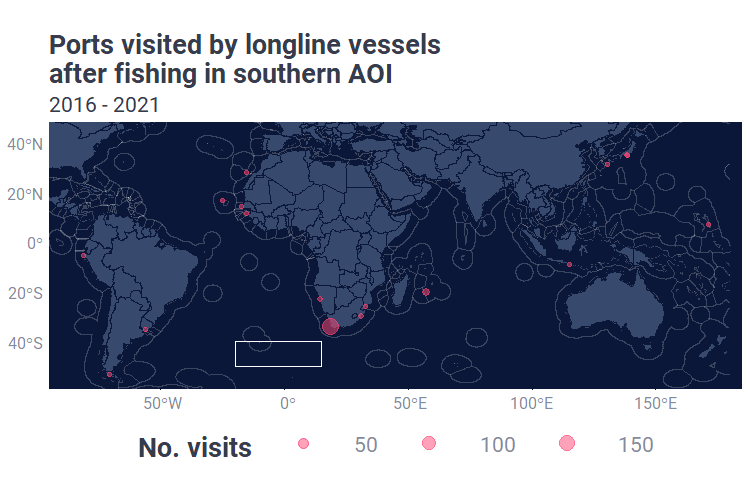 Ports visited by longline vessels
after fishing in southern AOI
2016 - 2021
40°N
20°N
0°
20°S
40°S
50°W 0° 50°E 100°E 150°E
No. visits 50 100 150